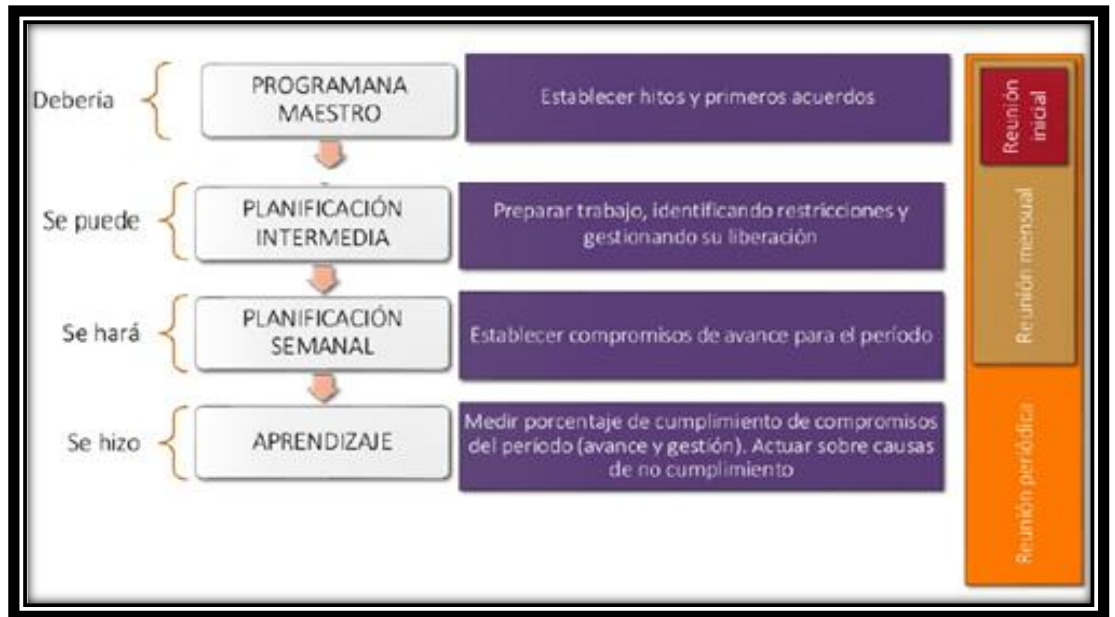 Debería
PROGRAMANA
MAESTRO
Establecer hitos y primeros acuerdos
Se puede
PLANIFICACIÓN
INTERMEDIA
Preparar trabajo, identificando restricciones y
gestionando su liberación
Se hará
PLANIFICACIÓN
SEMANAL
Establecer compromisos de avance para el período
Se hizo
APRENDIZAJE
Medir porcentaje de cumplimiento de compromisos
del período (avance y gestión). Actuar sobre causas
de no cumplimiento
Reunión
inicial
Reunión mensual
Reunión periódica